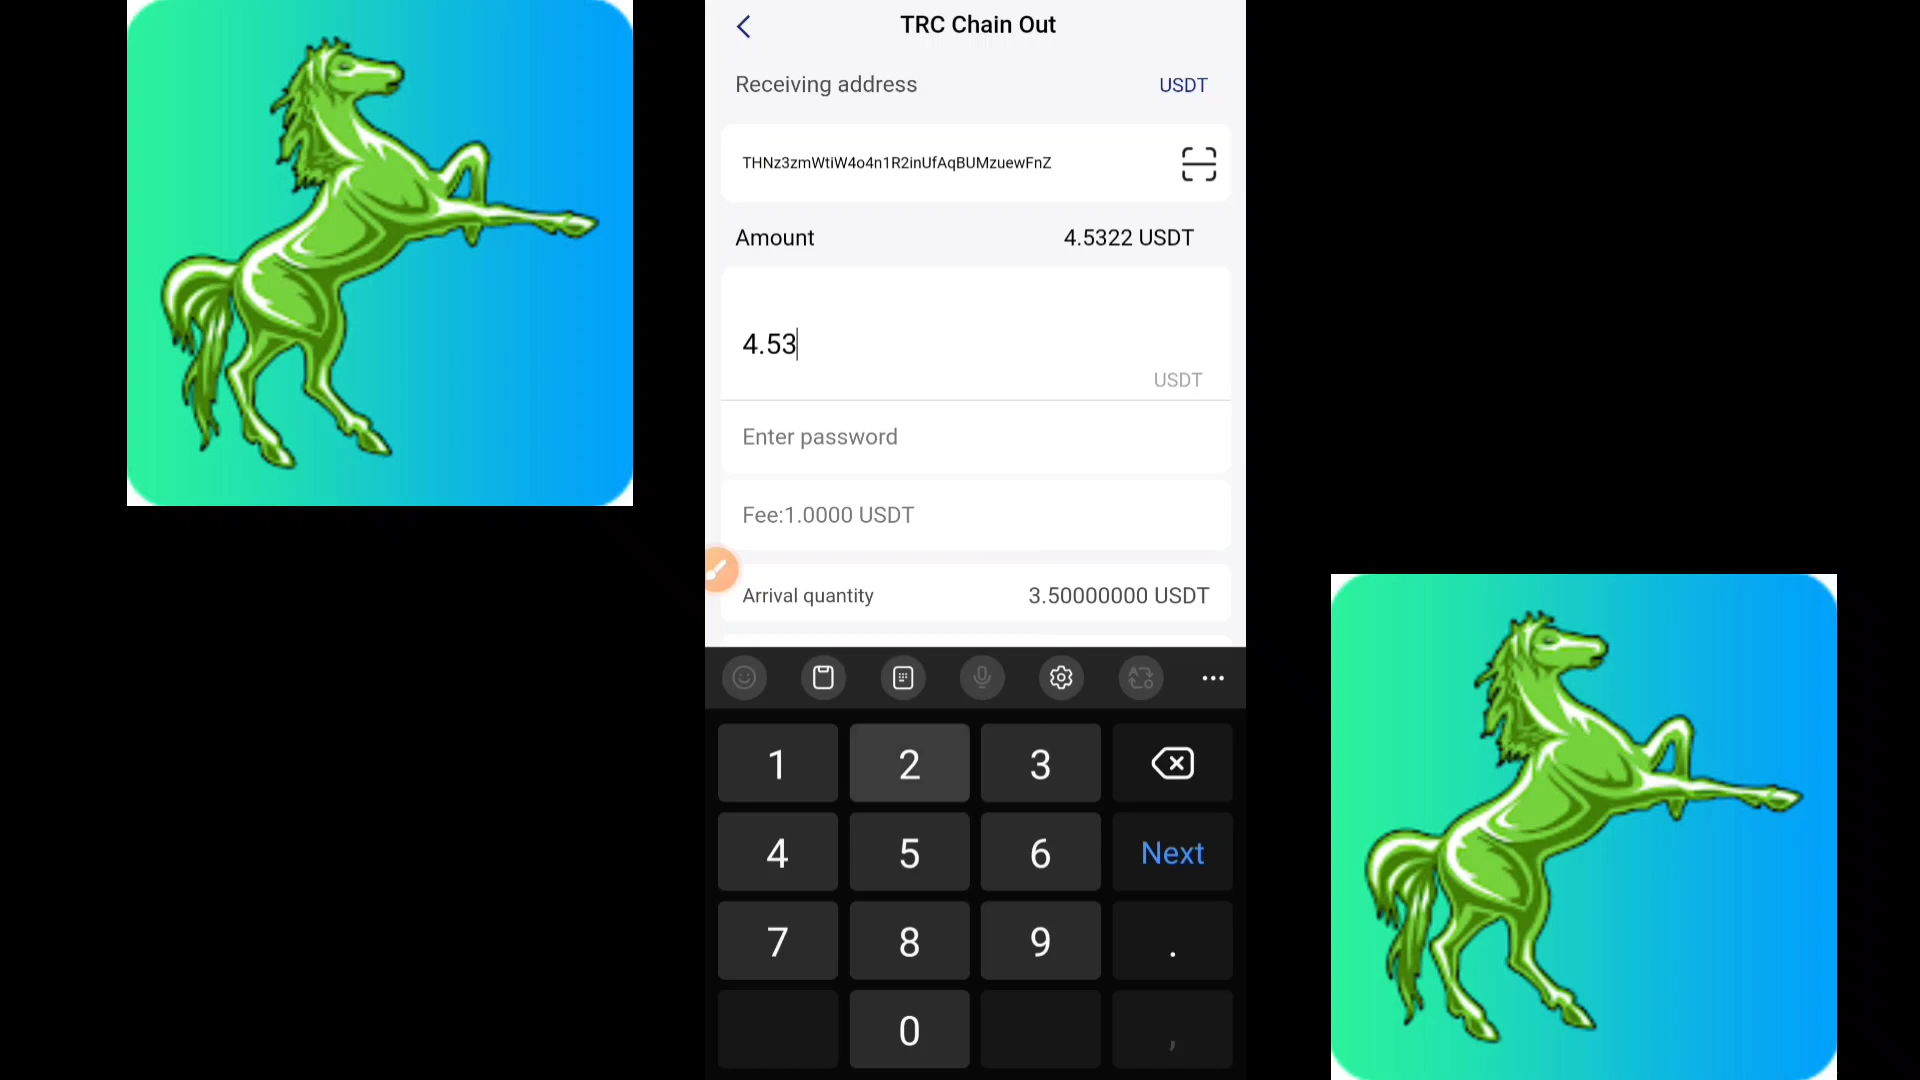 TRC Chain Out
Receiving address USDT
THNz3zmWtiW4o4n1R2inUfAqBUMzuewFnZ
Amount 4.5322 USDT
4.53
USDT
Enter password
Fee:1.0000 USDT
Arrival quantity 3.50000000 USDT
1 2 3
4 5 6 Next
7 8 9 .
0 ,